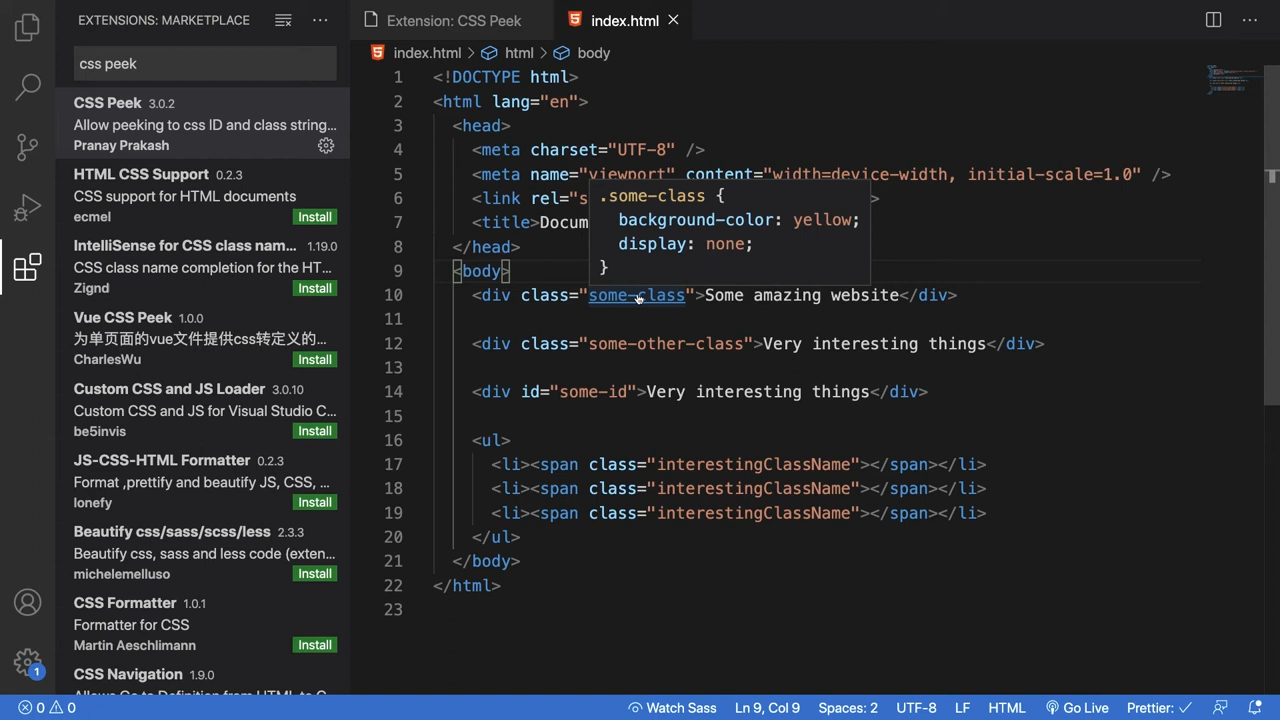 EXTENSIONS: MARKETPLACE
css peek
CSS Peek 3.0.2
Allow peeking to css ID and class string...
Pranay Prakash
HTML CSS Support 0.2.3
CSS support for HTML documents
ecmel Install
IntelliSense for CSS class nam... 1.19.0
CSS class name completion for the HT...
Zignd Install
Vue CSS Peek 1.0.0
为单页面的vue文件提供css转定义的...
CharlesWu Install
Custom CSS and JS Loader 3.0.10
Custom CSS and JS for Visual Studio C...
be5invis Install
JS-CSS-HTML Formatter 0.2.3
Format ,prettify and beautify JS, CSS, ...
lonefy Install
Beautify css/sass/scss/less 2.3.3
Beautify css, sass and less code (exten...
michelemelluso Install
CSS Formatter 1.0.1
Formatter for CSS
Martin Aeschlimann Install
CSS Navigation 1.9.0
1
Extension: CSS Peek
index.html
index.html > html > body
1 <!DOCTYPE html>
2 <html lang="en">
3 <head>
4 <meta charset="UTF-8" />
5 <meta name="viewport" content="width=device-width, initial-scale=1.0" />
6 <link rel="s >
7 <title>Docum
8 </head>
.some-class {
background-color: yellow;
display: none;
}
9 <body>
10 <div class="some-class">Some amazing website</div>
11
12 <div class="some-other-class">Very interesting things</div>
13
14 <div id="some-id">Very interesting things</div>
15
16 <ul>
17 <li><span class="interestingClassName"></span></li>
18 <li><span class="interestingClassName"></span></li>
19 <li><span class="interestingClassName"></span></li>
20 </ul>
21 </body>
22 </html>
23
0 0 Watch Sass Ln 9, Col 9 Spaces: 2 UTF-8 LF HTML Go Live Prettier: ✓